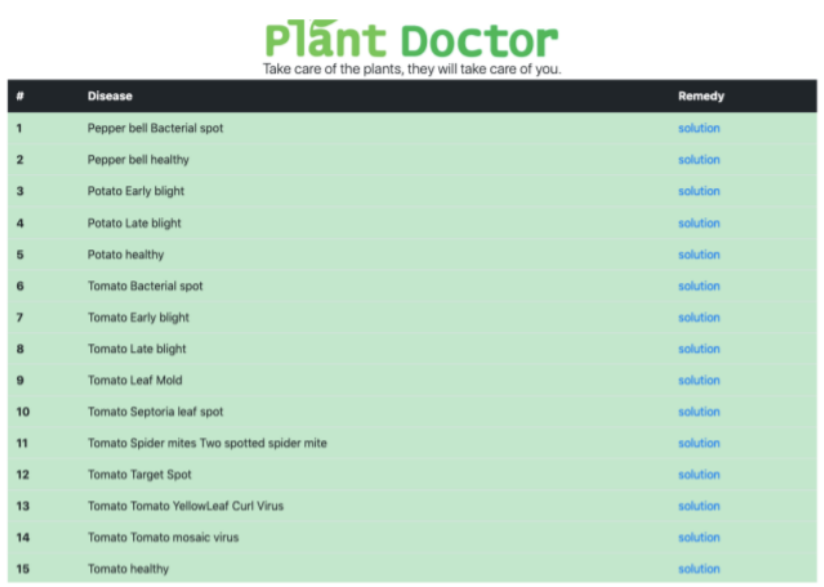 Plant Doctor
Take care of the plants, they will take care of you.
# Disease Remedy
1 Pepper bell Bacterial spot solution
2 Pepper bell healthy solution
3 Potato Early blight solution
4 Potato Late blight solution
5 Potato healthy solution
6 Tomato Bacterial spot solution
7 Tomato Early blight solution
8 Tomato Late blight solution
9 Tomato Leaf Mold solution
10 Tomato Septoria leaf spot solution
11 Tomato Spider mites Two spotted spider mite solution
12 Tomato Target Spot solution
13 Tomato Tomato YellowLeaf Curl Virus solution
14 Tomato Tomato mosaic virus solution
15 Tomato healthy solution